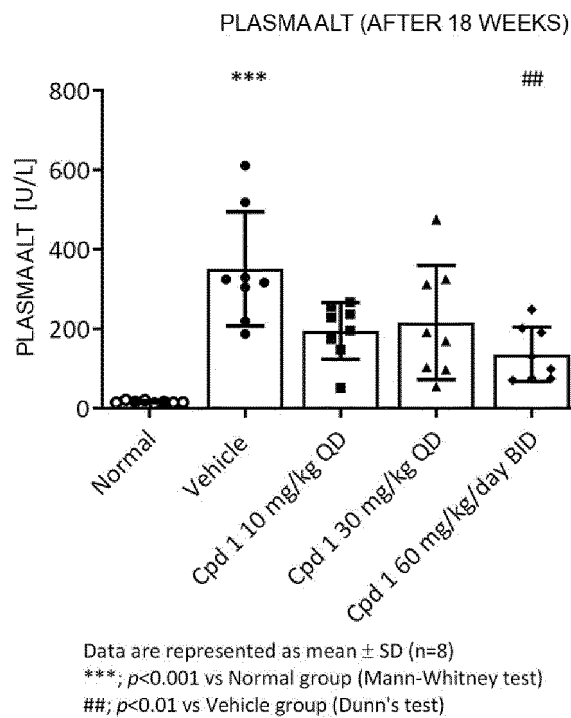 PLASMAALT (AFTER 18 WEEKS)
***
##
800
600
400
200
0
PLASMAALT [U/L]
Normal
Vehicle
Cpd 1 10 mg/kg QD
Cpd 1 30 mg/kg QD
Cpd 1 60 mg/kg/day BID
Data are represented as mean ± SD (n=8)
***; p<0.001 vs Normal group (Mann-Whitney test)
##; p<0.01 vs Vehicle group (Dunn's test)